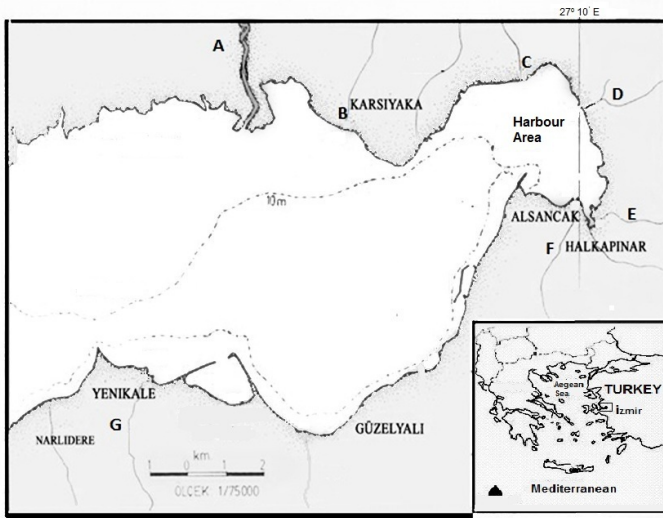 27° 10' E
A
C
B
KARSIYAKA
D
Harbour
Area
10m
ALSANCAK
E
F
HALKAPINAR
YENIKALE
G
NARLIDERE
GÜZELYALI
km.
1 0 1 2
ÖLÇEK 1/75000
Aegean
Sea
TURKEY
İzmir
Mediterranean